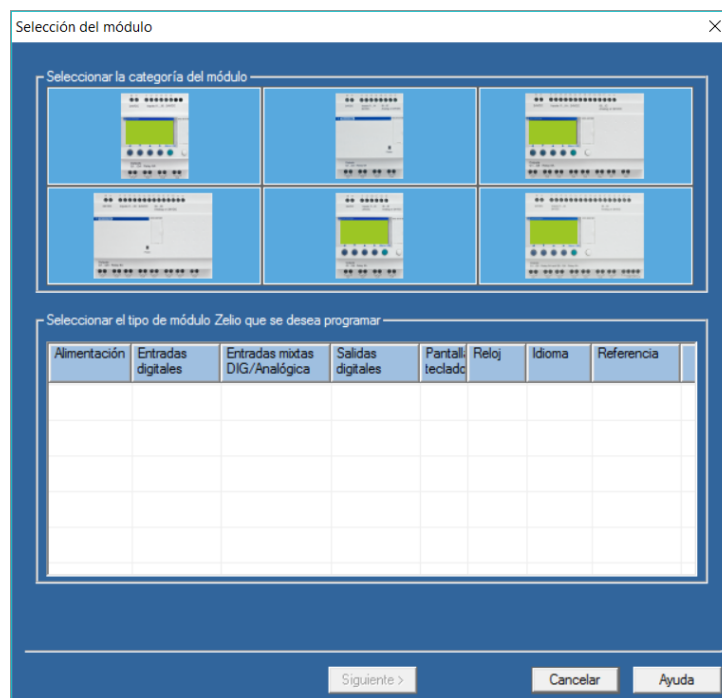 Selección del módulo
Seleccionar la categoría del módulo
Seleccionar el tipo de módulo Zelio que se desea programar
Alimentación Entradas digitales Entradas mixtas DIG/Analógica Salidas digitales Pantalla teclado Reloj Idioma Referencia
Siguiente >
Cancelar
Ayuda